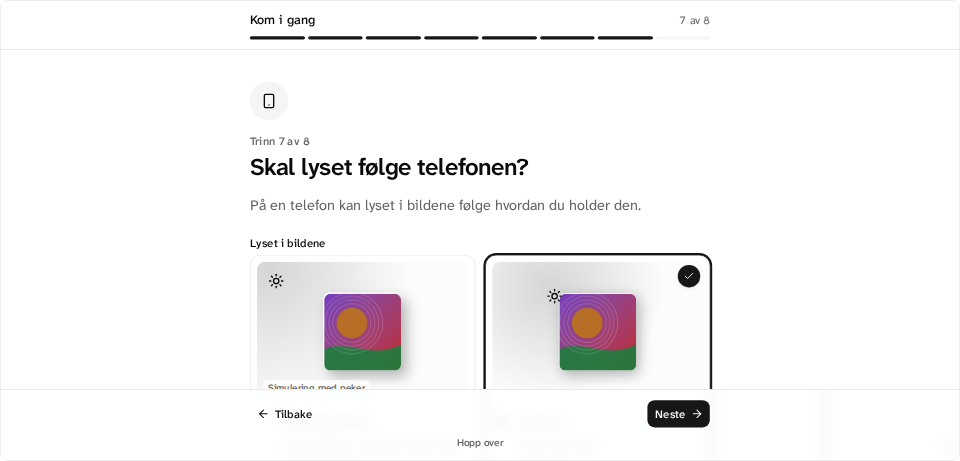 Kom i gang
7 av 8
Trinn 7 av 8
Skal lyset følge telefonen?
På en telefon kan lyset i bildene følge hvordan du holder den.
Lyset i bildene
Simulering med peker
Tilbake
Neste
Hopp over